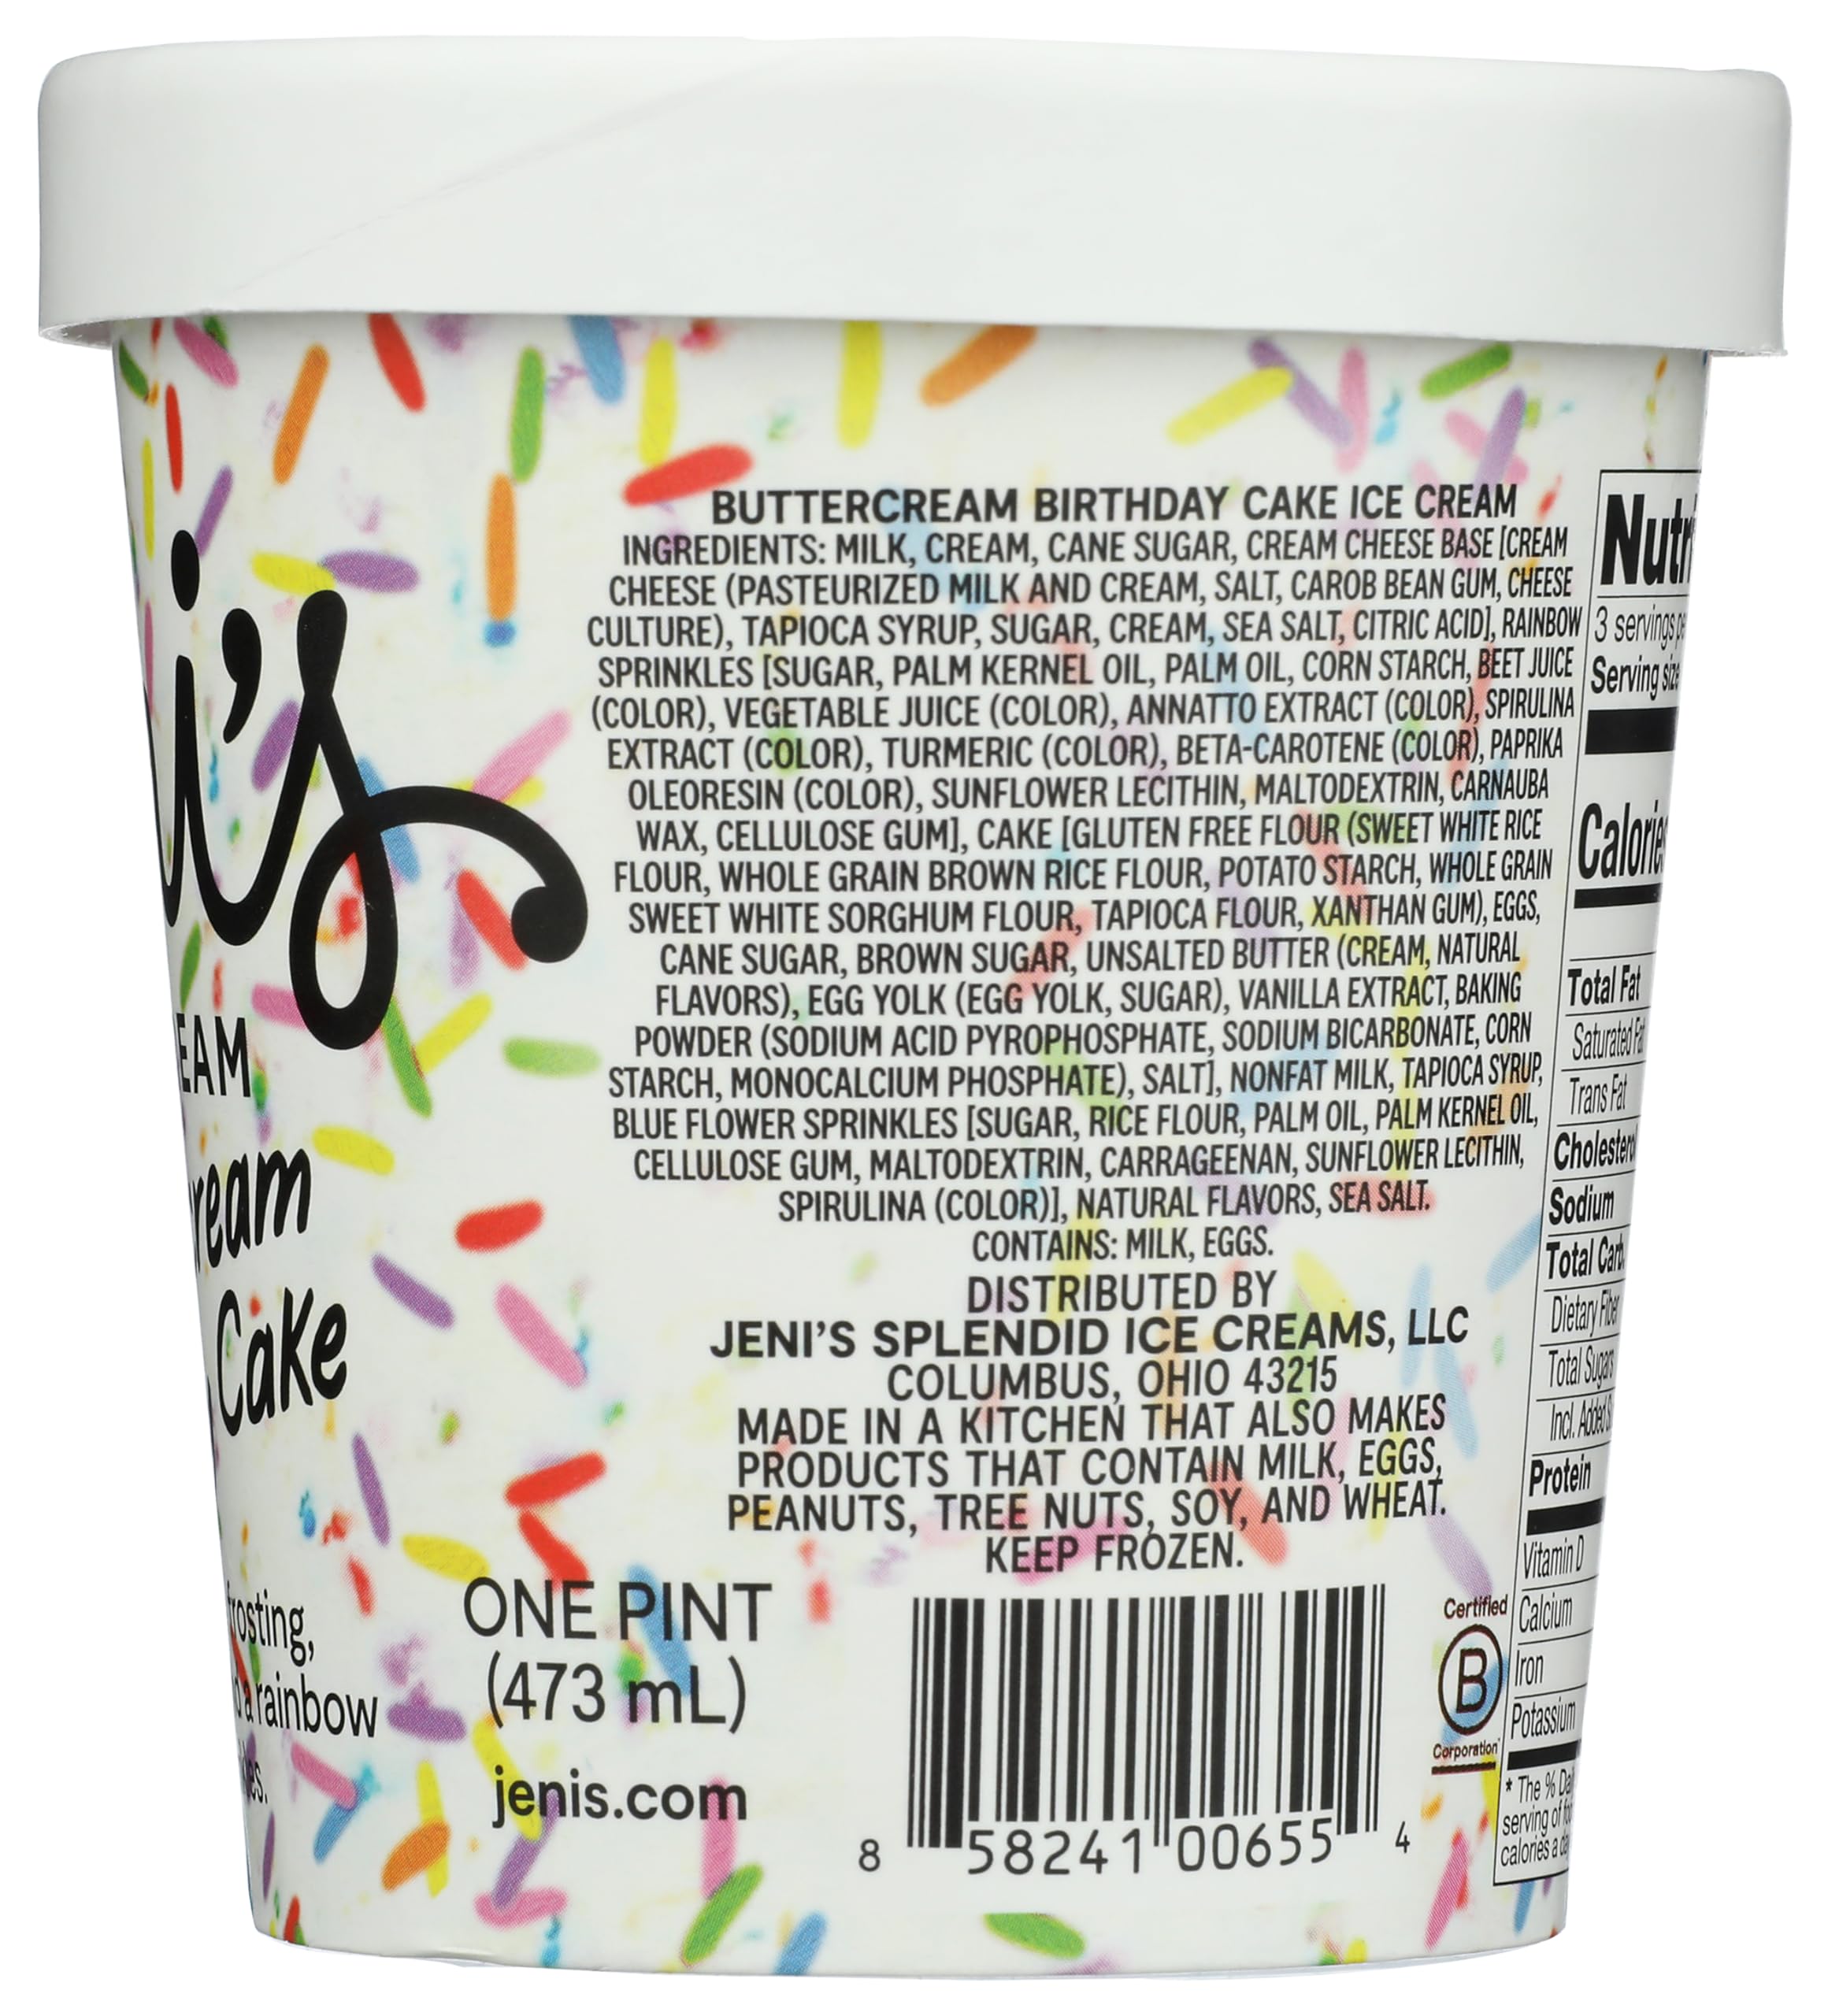 i's
EAM
ream
Cake
rosting,
rainbow
BUTTERCREAM BIRTHDAY CAKE ICE CREAM
INGREDIENTS: MILK, CREAM, CANE SUGAR, CREAM CHEESE BASE [CREAM
CHEESE (PASTEURIZED MILK AND CREAM, SALT, CAROB BEAN GUM, CHEESE
CULTURE), TAPIOCA SYRUP, SUGAR, CREAM, SEA SALT, CITRIC ACID], RAINBOW
SPRINKLES [SUGAR, PALM KERNEL OIL, PALM OIL, CORN STARCH, BEET JUICE
(COLOR), VEGETABLE JUICE (COLOR), ANNATTO EXTRACT (COLOR), SPIRULINA
EXTRACT (COLOR), TURMERIC (COLOR), BETA-CAROTENE (COLOR), PAPRIKA
OLEORESIN (COLOR), SUNFLOWER LECITHIN, MALTODEXTRIN, CARNAUBA
WAX, CELLULOSE GUM], CAKE [GLUTEN FREE FLOUR (SWEET WHITE RICE
FLOUR, WHOLE GRAIN BROWN RICE FLOUR, POTATO STARCH, WHOLE GRAIN
SWEET WHITE SORGHUM FLOUR, TAPIOCA FLOUR, XANTHAN GUM), EGGS,
CANE SUGAR, BROWN SUGAR, UNSALTED BUTTER (CREAM, NATURAL
FLAVORS), EGG YOLK (EGG YOLK, SUGAR), VANILLA EXTRACT, BAKING
POWDER (SODIUM ACID PYROPHOSPHATE, SODIUM BICARBONATE, CORN
STARCH, MONOCALCIUM PHOSPHATE), SALT], NONFAT MILK, TAPIOCA SYRUP,
BLUE FLOWER SPRINKLES [SUGAR, RICE FLOUR, PALM OIL, PALM KERNEL OIL,
CELLULOSE GUM, MALTODEXTRIN, CARRAGEENAN, SUNFLOWER LECITHIN,
SPIRULINA (COLOR)], NATURAL FLAVORS, SEA SALT.
CONTAINS: MILK, EGGS.
DISTRIBUTED BY
JENI'S SPLENDID ICE CREAMS, LLC
COLUMBUS, OHIO 43215
MADE IN A KITCHEN THAT ALSO MAKES
PRODUCTS THAT CONTAIN MILK, EGGS,
PEANUTS, TREE NUTS, SOY, AND WHEAT.
KEEP FROZEN.
ONE PINT
(473 mL)
jenis.com
8 58241 00655 4
Certified
B
Corporation
Nutri
3 servings
Serving size
Calories
Total Fat
Saturated
Trans Fat
Cholesterol
Sodium
Total Carb.
Dietary Fiber
Total Sugars
Incl. Added
Protein
Vitamin D
Calcium
Iron
Potassium
* The % Da
serving of
calories a